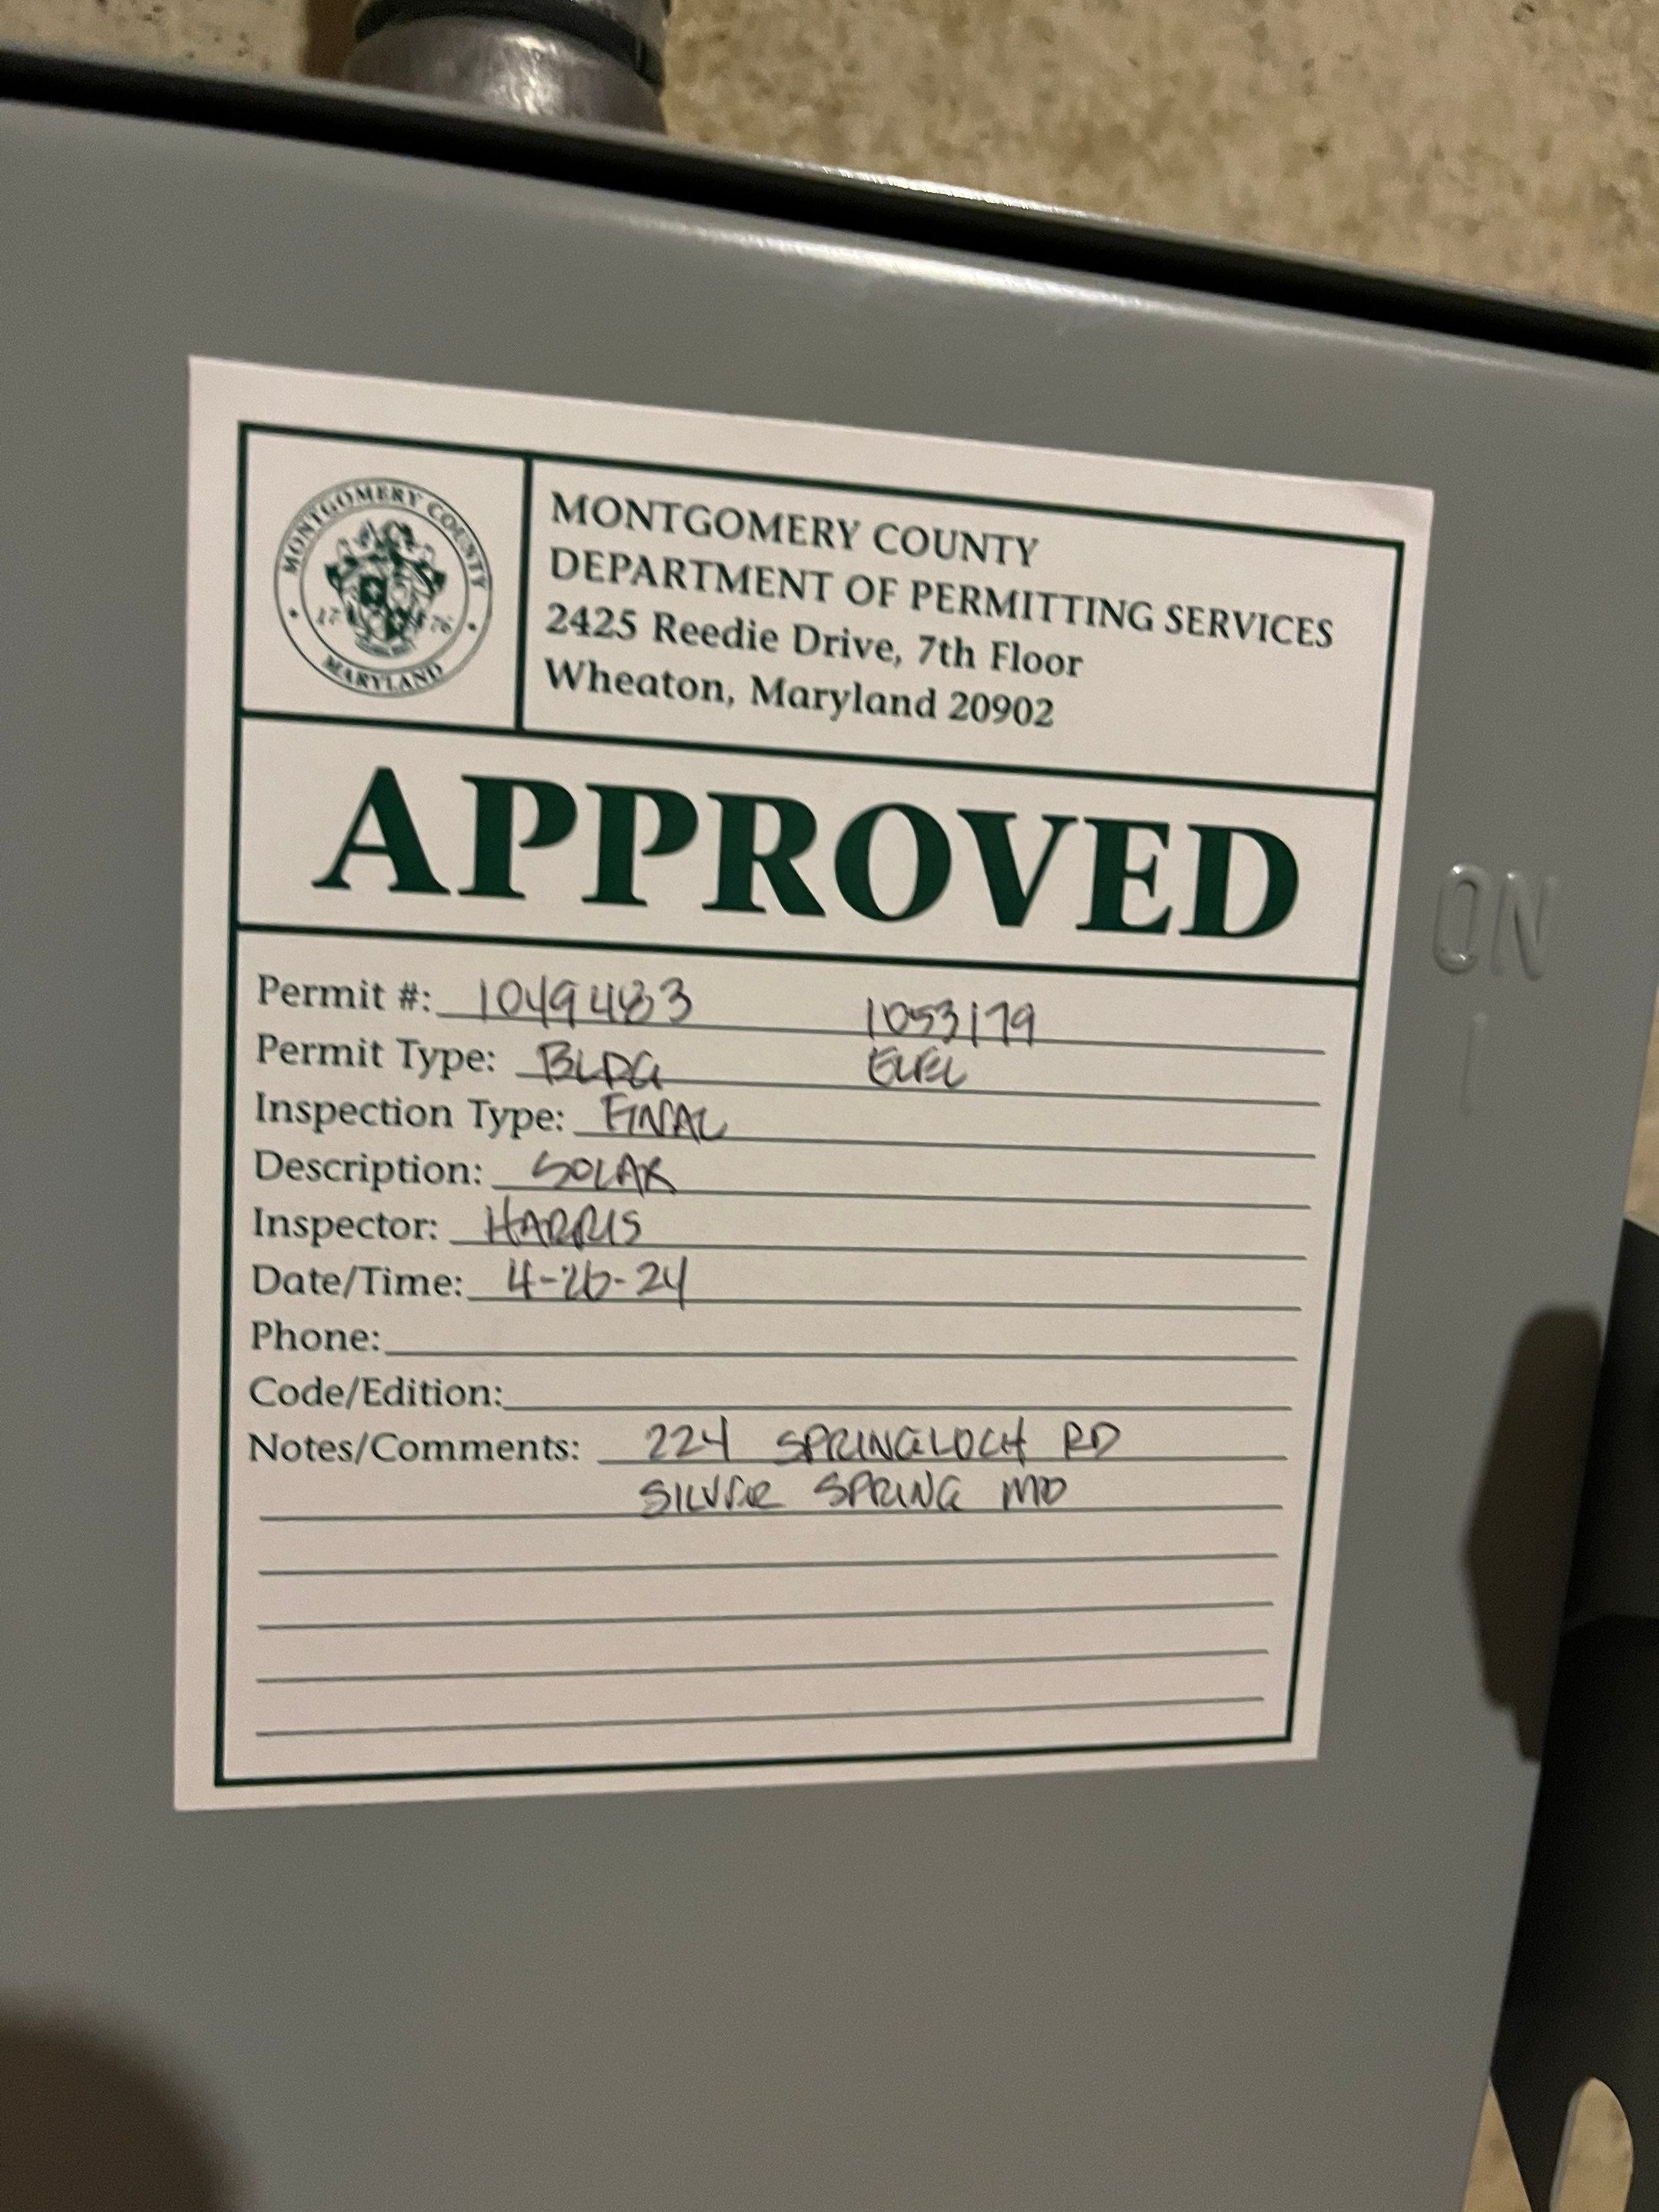 MONTGOMERY COUNTY
17 76
MARYLAND
MONTGOMERY COUNTY
DEPARTMENT OF PERMITTING SERVICES
2425 Reedie Drive, 7th Floor
Wheaton, Maryland 20902
APPROVED
ON
I
Permit #: 1049483 1053179
Permit Type: BLDG ELEC
Inspection Type: FINAL
Description: SOLAR
Inspector: HARRIS
Date/Time: 4-26-24
Phone:
Code/Edition:
Notes/Comments: 224 SPRINGLOCH RD
SILVER SPRING MD